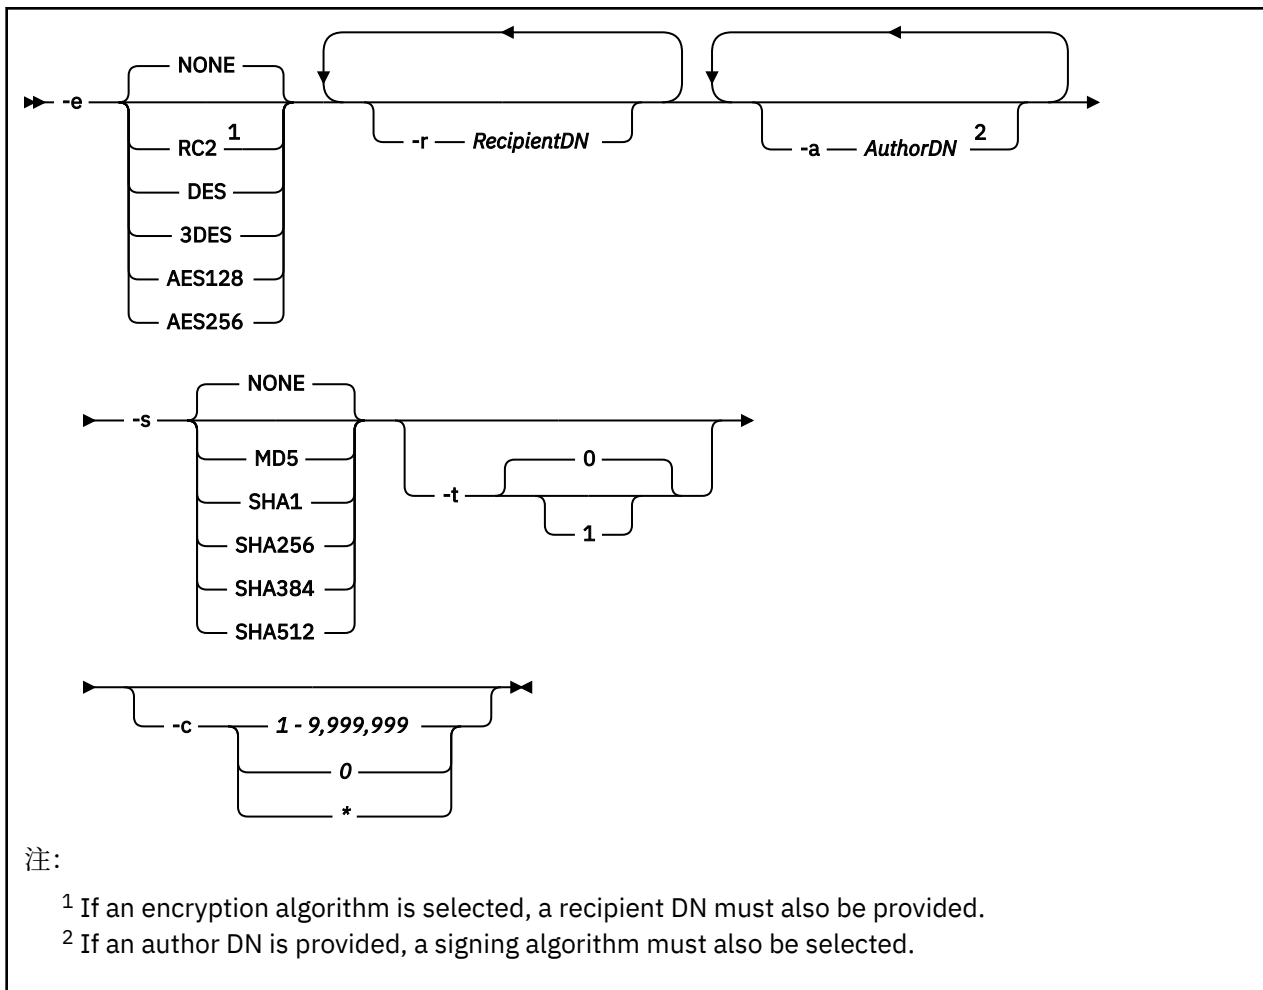 NONE
-e
RC2 1
-r RecipientDN
-a AuthorDN 2
DES
3DES
AES128
AES256
NONE
-s
MD5
0
SHA1
-t
1
SHA256
SHA384
SHA512
-c 1 - 9,999,999
0
*
注:
1 If an encryption algorithm is selected, a recipient DN must also be provided.
2 If an author DN is provided, a signing algorithm must also be selected.